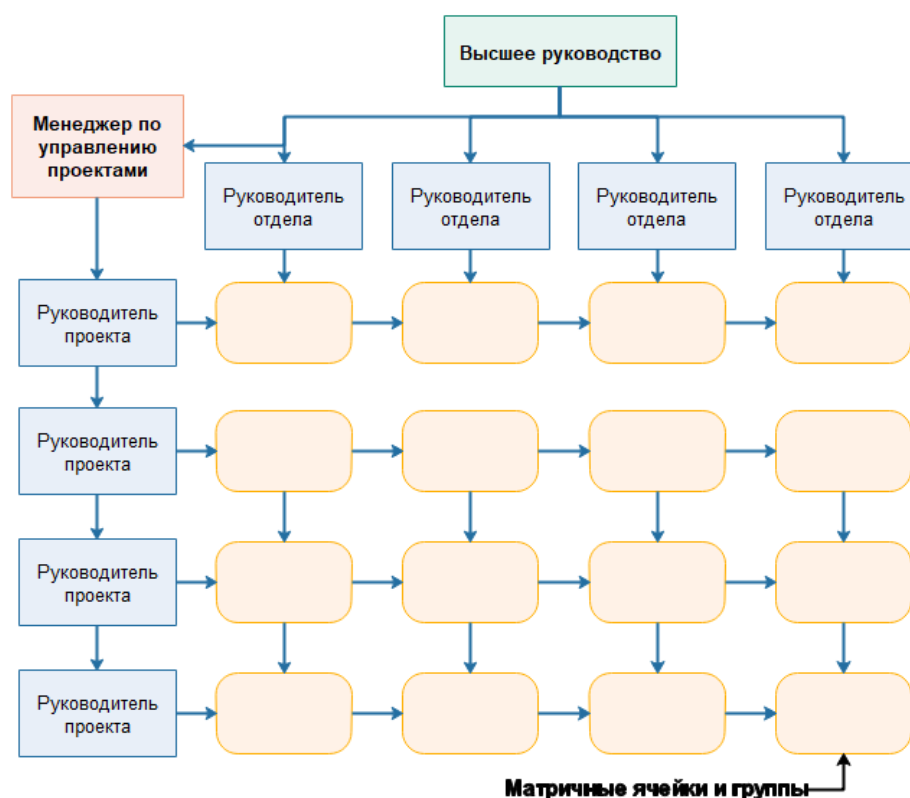 Высшее руководство
Менеджер по
управлению
проектами
Руководитель
отдела
Руководитель
отдела
Руководитель
отдела
Руководитель
отдела
Руководитель
проекта
Руководитель
проекта
Руководитель
проекта
Руководитель
проекта
Матричные ячейки и группы